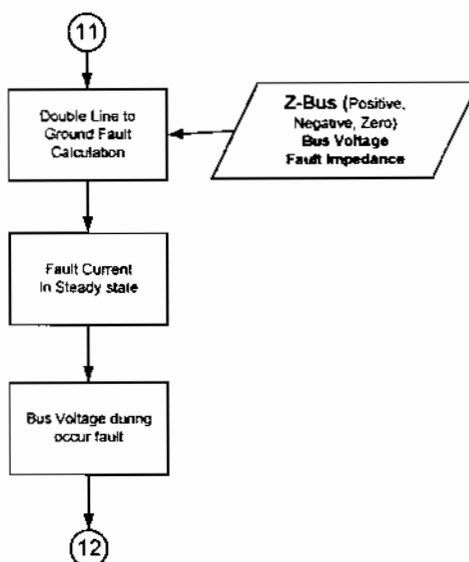 11
Double Line to
Ground Fault
Calculation
Z-Bus (Positive,
Negative, Zero)
Bus Voltage
Fault Impedance
Fault Current
In Steady state
Bus Voltage during
occur fault
12